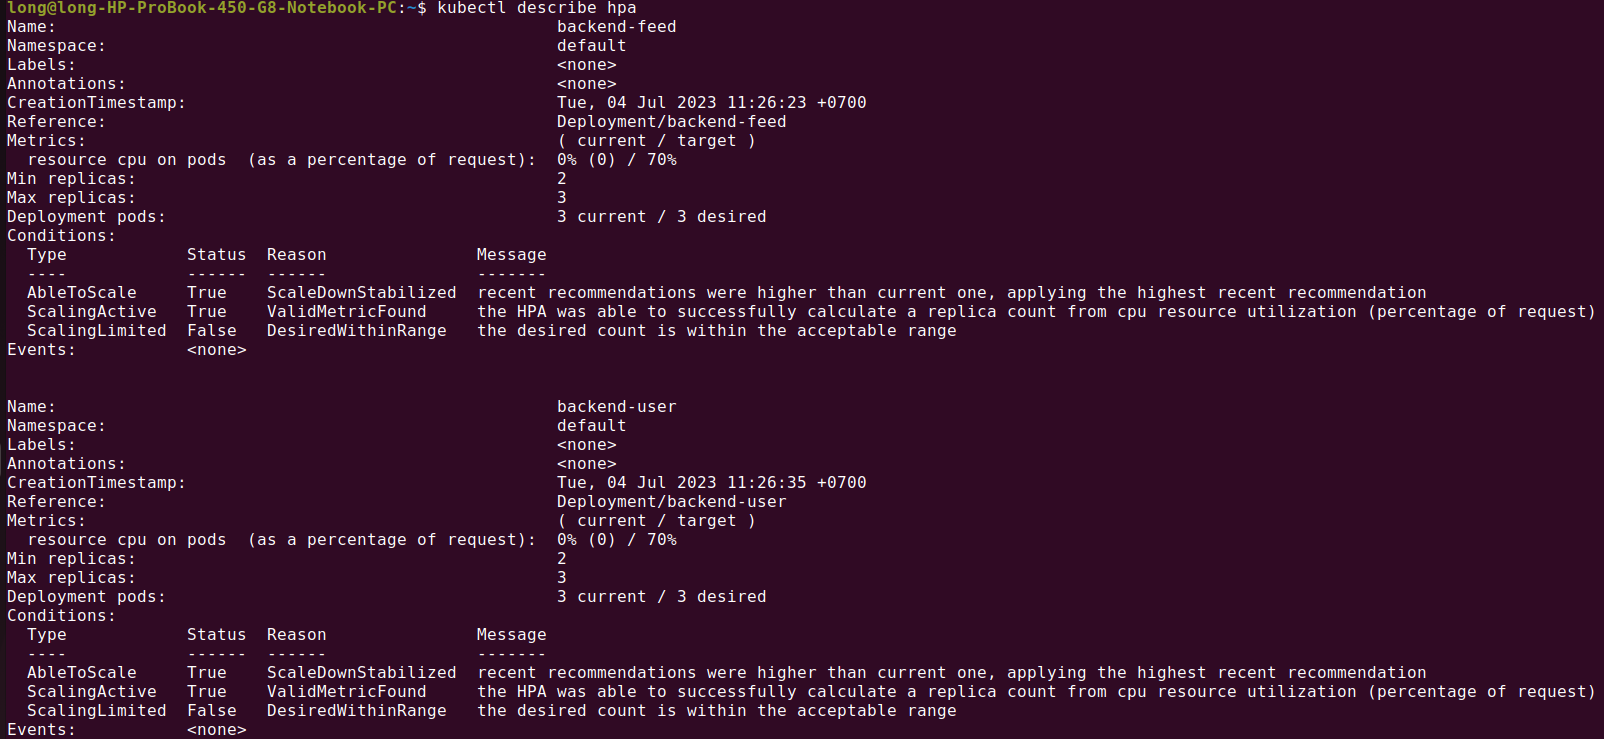 long@long-HP-ProBook-450-G8-Notebook-PC:~$ kubectl describe hpa
Name:                                                  backend-feed
Namespace:                                             default
Labels:                                                <none>
Annotations:                                           <none>
CreationTimestamp:                                     Tue, 04 Jul 2023 11:26:23 +0700
Reference:                                             Deployment/backend-feed
Metrics:                                               ( current / target )
  resource cpu on pods  (as a percentage of request):  0% (0) / 70%
Min replicas:                                          2
Max replicas:                                          3
Deployment pods:                                       3 current / 3 desired
Conditions:
  Type            Status  Reason               Message
  ----            ------  ------               -------
  AbleToScale     True    ScaleDownStabilized  recent recommendations were higher than current one, applying the highest recent recommendation
  ScalingActive   True    ValidMetricFound     the HPA was able to successfully calculate a replica count from cpu resource utilization (percentage of request)
  ScalingLimited  False   DesiredWithinRange   the desired count is within the acceptable range
Events:           <none>
Name:                                                  backend-user
Namespace:                                             default
Labels:                                                <none>
Annotations:                                           <none>
CreationTimestamp:                                     Tue, 04 Jul 2023 11:26:35 +0700
Reference:                                             Deployment/backend-user
Metrics:                                               ( current / target )
  resource cpu on pods  (as a percentage of request):  0% (0) / 70%
Min replicas:                                          2
Max replicas:                                          3
Deployment pods:                                       3 current / 3 desired
Conditions:
  Type            Status  Reason               Message
  ----            ------  ------               -------
  AbleToScale     True    ScaleDownStabilized  recent recommendations were higher than current one, applying the highest recent recommendation
  ScalingActive   True    ValidMetricFound     the HPA was able to successfully calculate a replica count from cpu resource utilization (percentage of request)
  ScalingLimited  False   DesiredWithinRange   the desired count is within the acceptable range
Events:           <none>